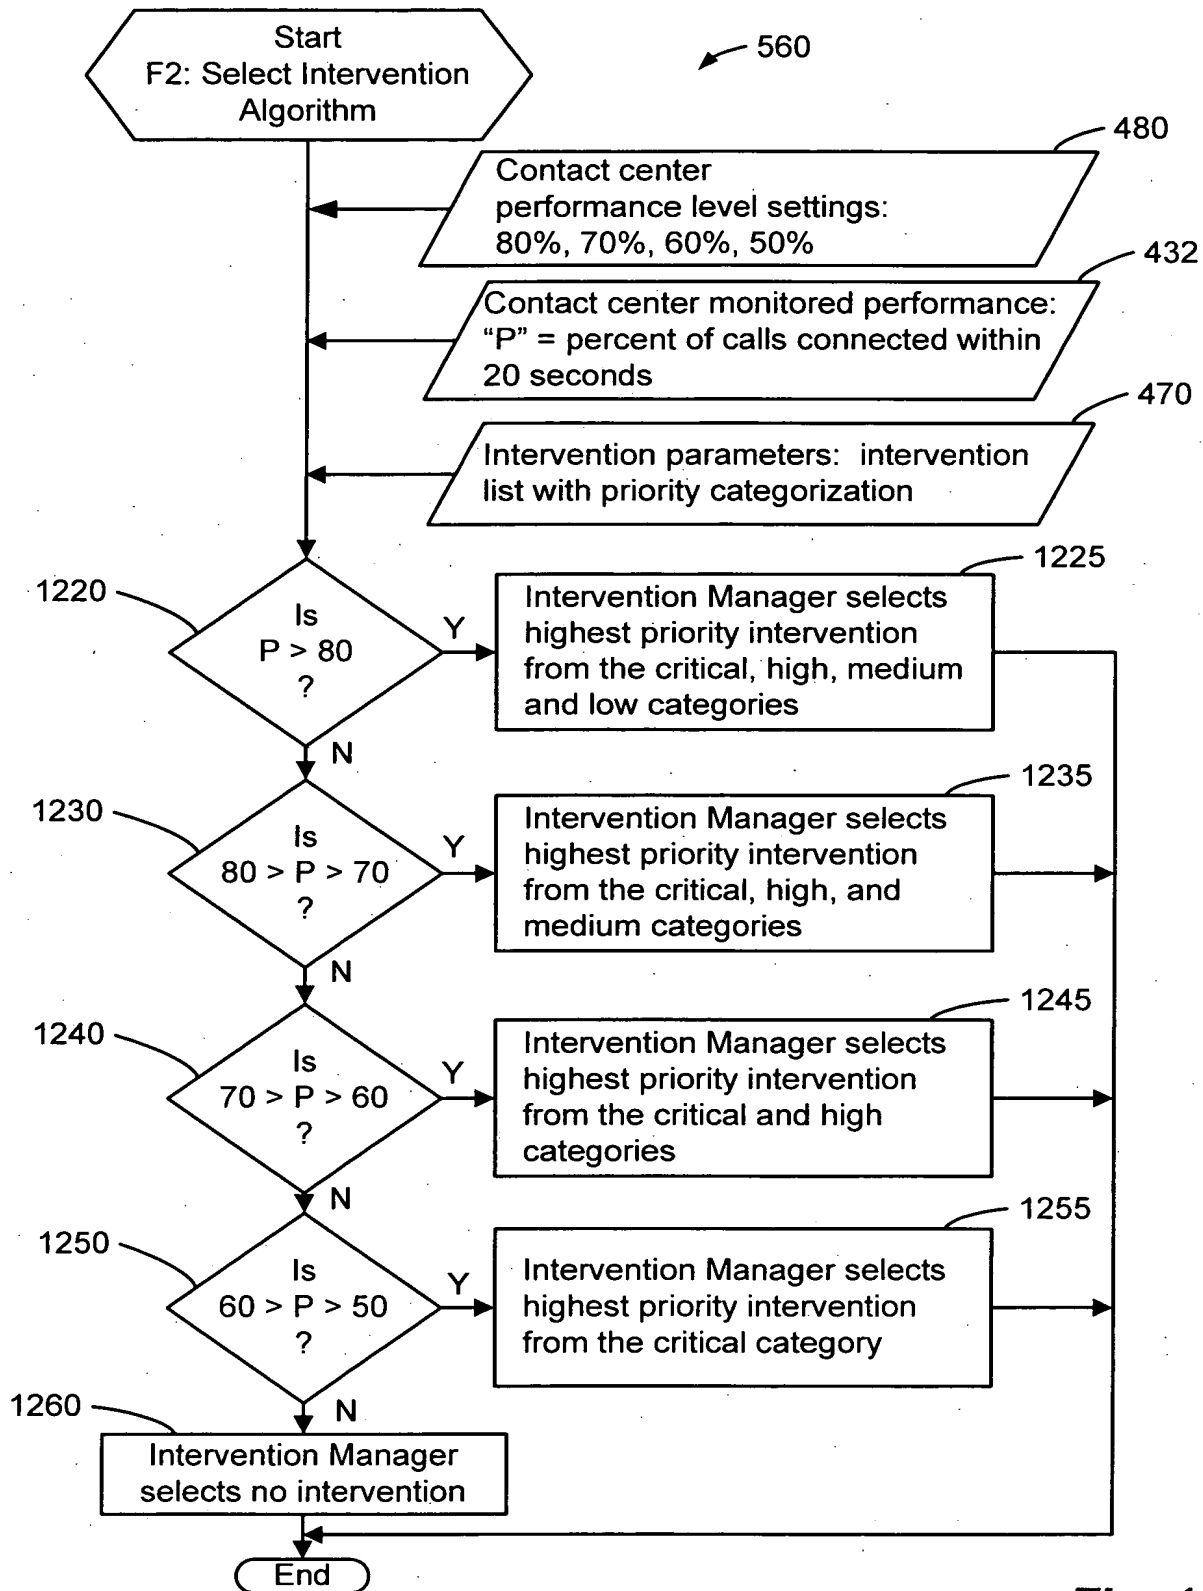 Start
F2: Select Intervention
Algorithm
560
480
Contact center
performance level settings:
80%, 70%, 60%, 50%
432
Contact center monitored performance:
“P” = percent of calls connected within
20 seconds
470
Intervention parameters: intervention
list with priority categorization
1220
Is
P > 80
?
Y
N
1225
Intervention Manager selects
highest priority intervention
from the critical, high, medium
and low categories
1230
Is
80 > P > 70
?
Y
N
1235
Intervention Manager selects
highest priority intervention
from the critical, high, and
medium categories
1240
Is
70 > P > 60
?
Y
N
1245
Intervention Manager selects
highest priority intervention
from the critical and high
categories
1250
Is
60 > P > 50
?
Y
N
1255
Intervention Manager selects
highest priority intervention
from the critical category
1260
Intervention Manager
selects no intervention
End